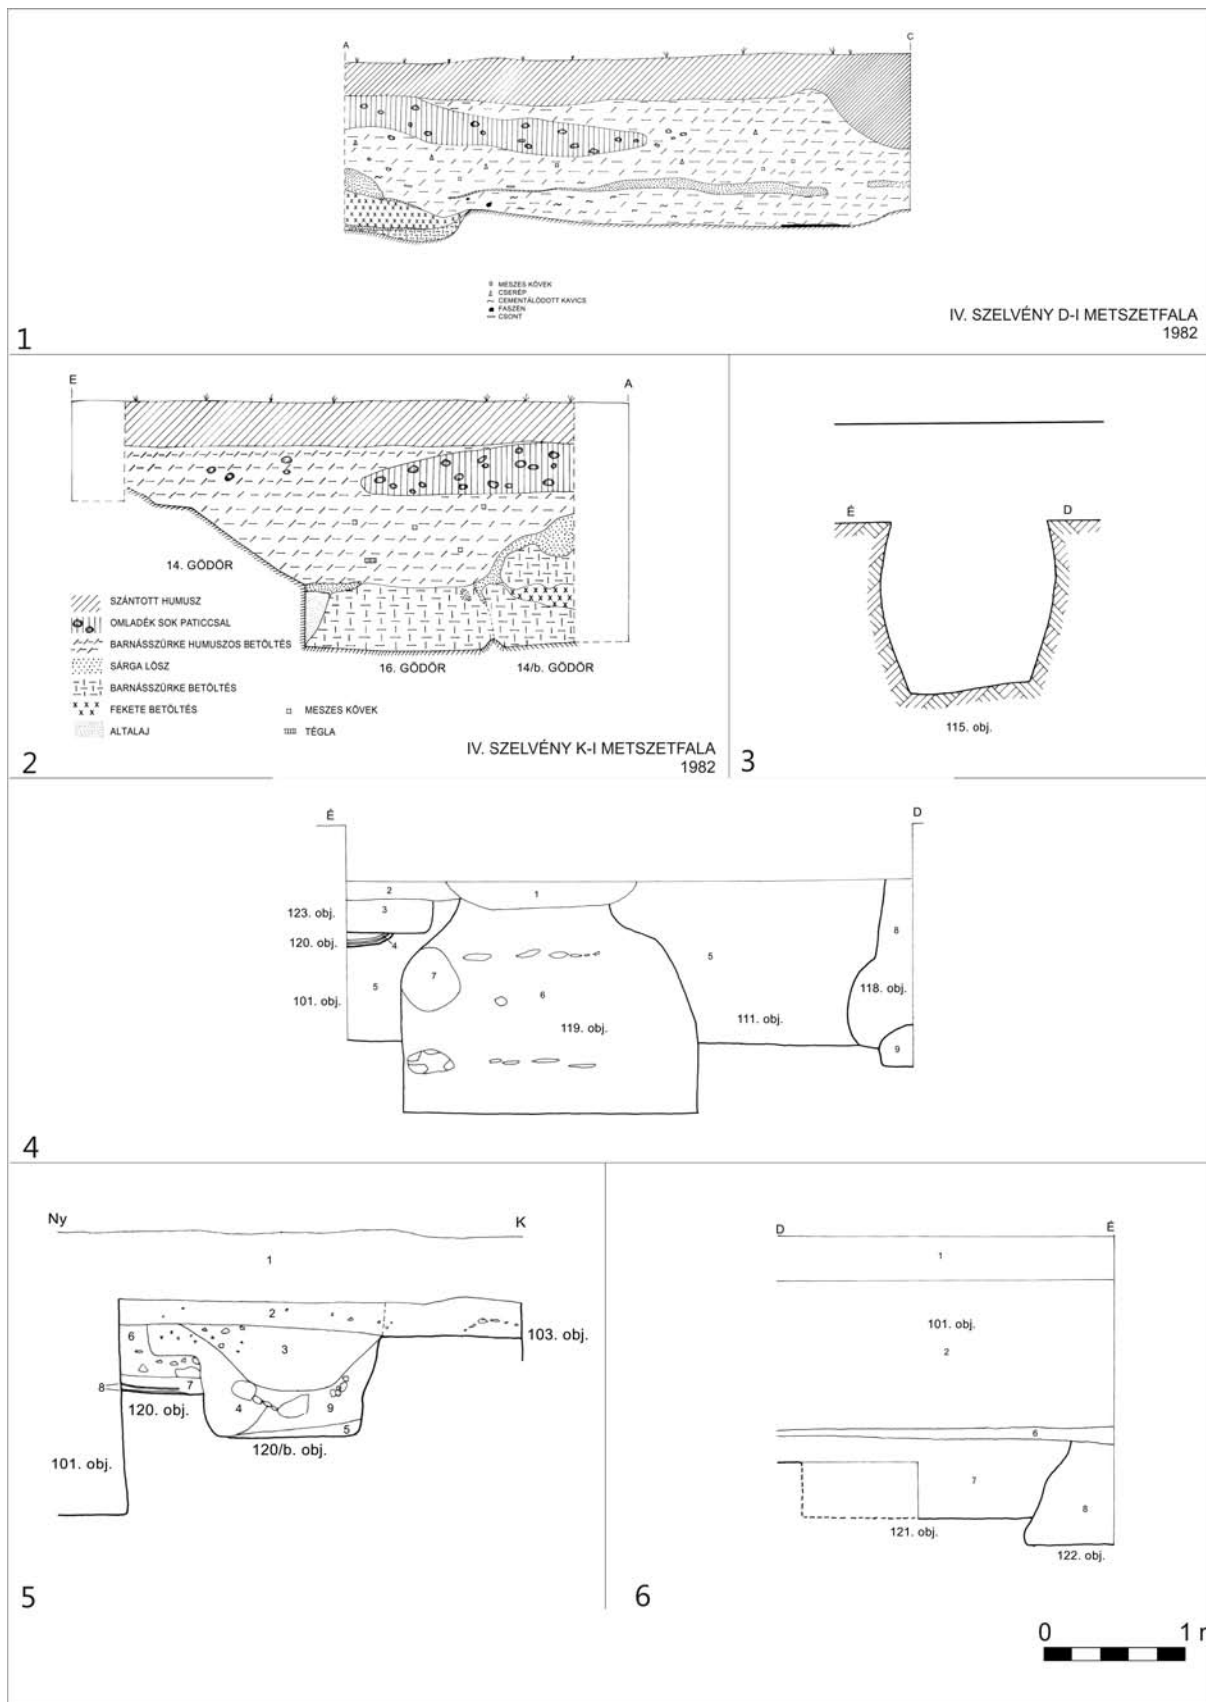 A
C
MESZES KÖVEK
CSERÉP
CEMENTÁLÓDOTT KAVICS
FASZÉN
CSONT
IV. SZELVÉNY D-I METSZETFALA
1982
1
E
A
14. GÖDÖR
SZÁNTOTT HUMUSZ
OMLADÉK SOK PATICCSAL
BARNÁSSZÜRKE HUMUSZOS BETÖLTÉS
SÁRGA LÖSZ
BARNÁSSZÜRKE BETÖLTÉS
FEKETE BETÖLTÉS
ALTALAJ
16. GÖDÖR
14/b. GÖDÖR
MESZES KÖVEK
TÉGLA
IV. SZELVÉNY K-I METSZETFALA
1982
2
É
D
115. obj.
3
É
D
2
1
123. obj.
3
120. obj.
4
8
5
7
5
6
118. obj.
101. obj.
119. obj.
111. obj.
9
4
Ny
K
1
2
103. obj.
6
3
8
7
4
9
120. obj.
5
120/b. obj.
101. obj.
5
D
É
1
101. obj.
2
6
7
8
121. obj.
122. obj.
6
0
1